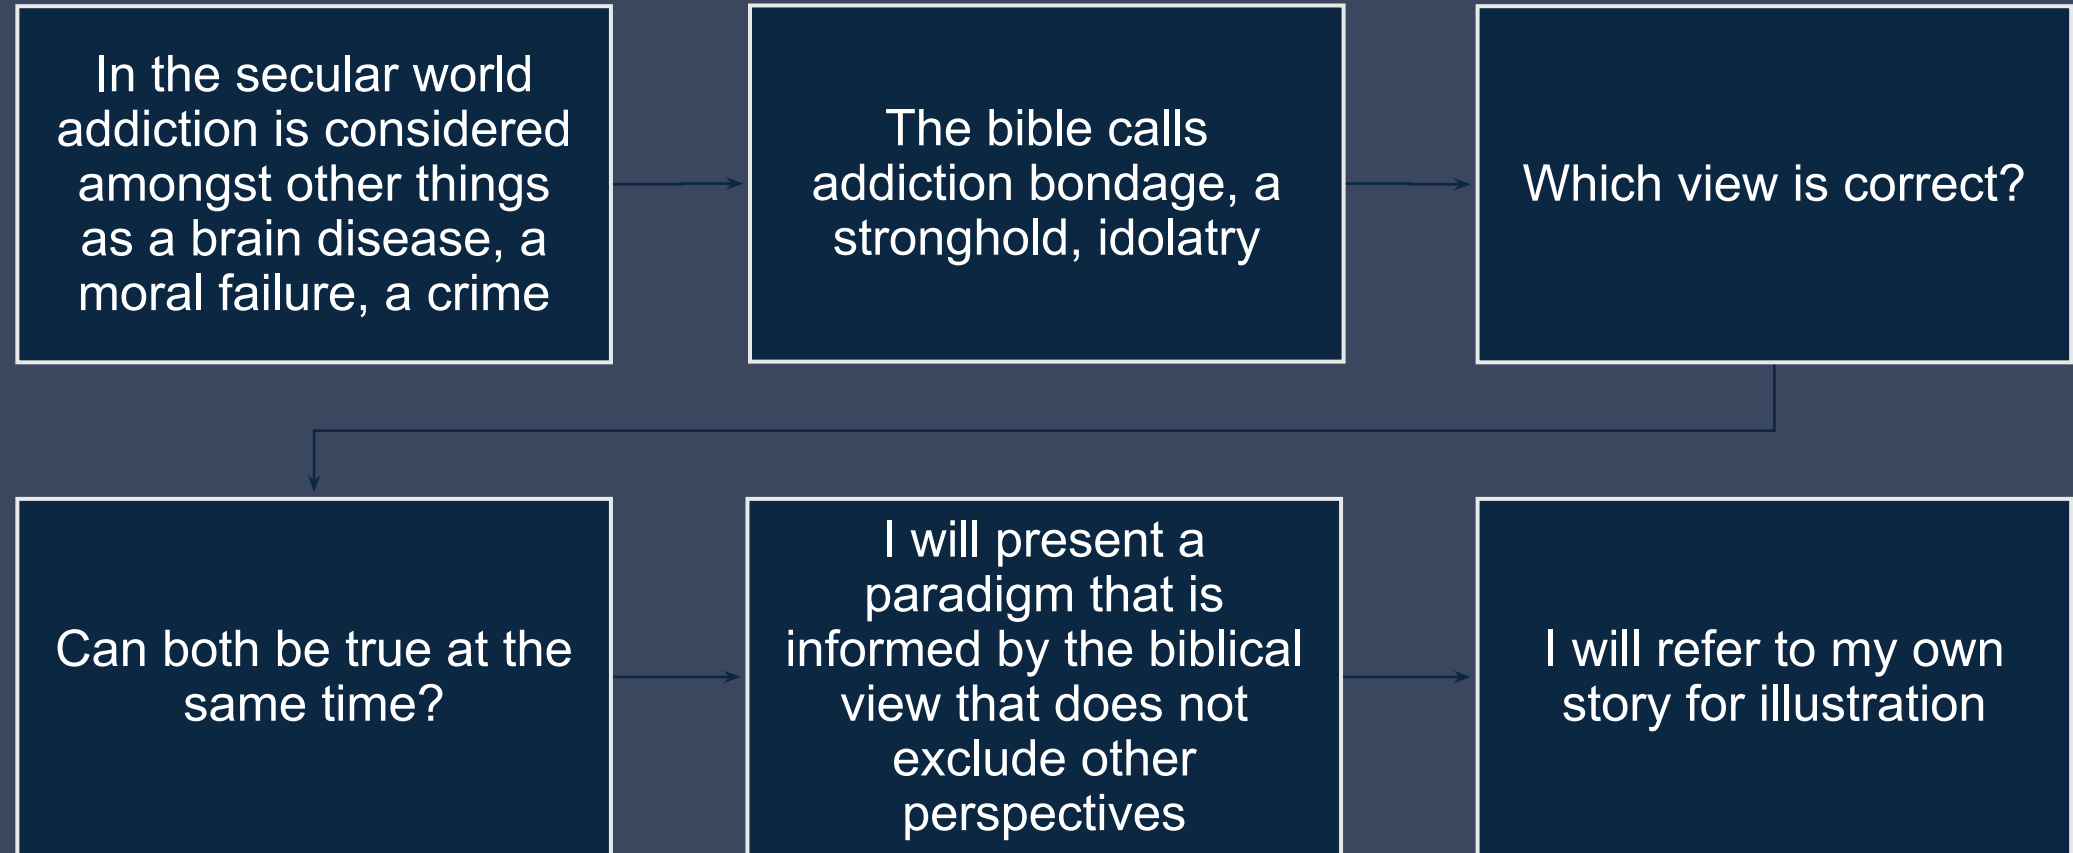 In the secular world
addiction is considered
amongst other things
as a brain disease, a
moral failure, a crime
The bible calls
addiction bondage, a
stronghold, idolatry
Which view is correct?
Can both be true at the
same time?
I will present a
paradigm that is
informed by the biblical
view that does not
exclude other
perspectives
I will refer to my own
story for illustration